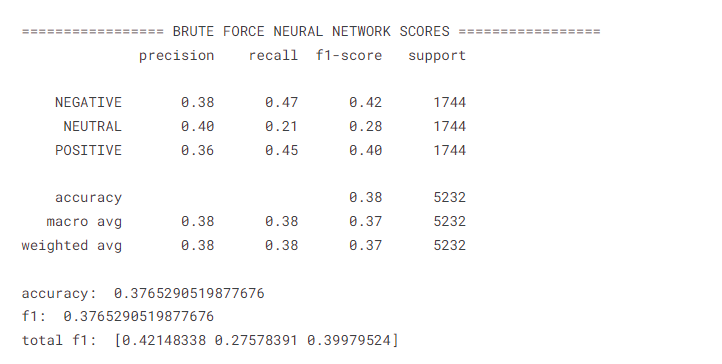 ================= BRUTE FORCE NEURAL NETWORK SCORES =================
              precision    recall  f1-score   support

    NEGATIVE       0.38      0.47      0.42      1744
     NEUTRAL       0.40      0.21      0.28      1744
    POSITIVE       0.36      0.45      0.40      1744

    accuracy                           0.38      5232
   macro avg       0.38      0.38      0.37      5232
weighted avg       0.38      0.38      0.37      5232

accuracy:  0.3765290519877676
f1:  0.3765290519877676
total f1:  [0.42148338 0.27578391 0.39979524]